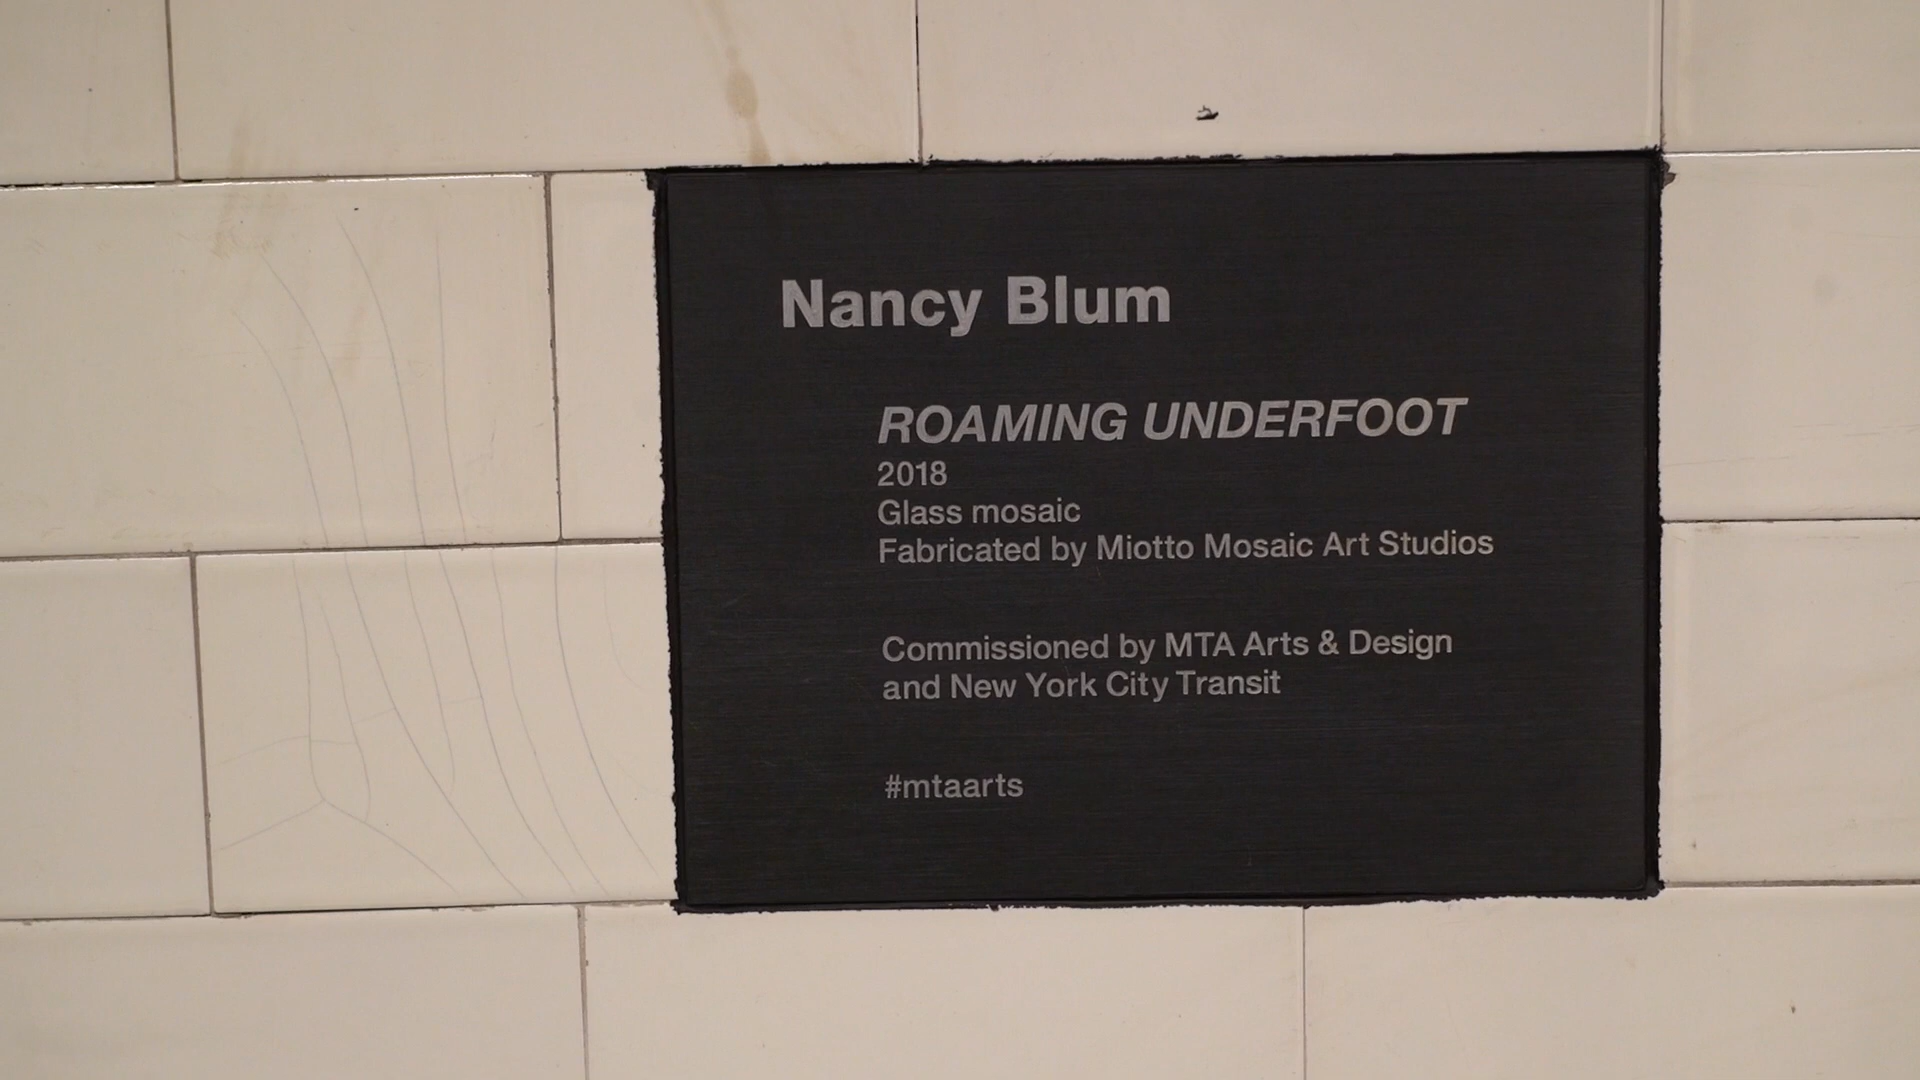 Nancy Blum
ROAMING UNDERFOOT
2018
Glass mosaic
Fabricated by Miotto Mosaic Art Studios
Commissioned by MTA Arts & Design
and New York City Transit
#mtaarts